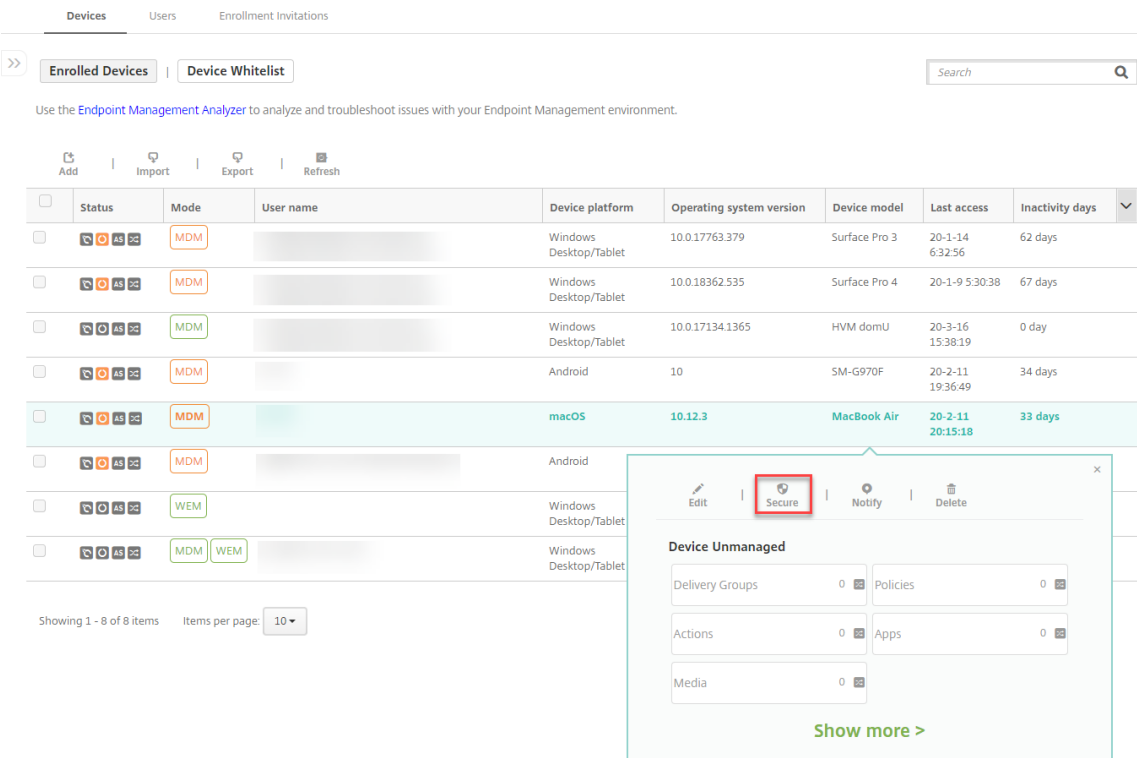 Devices Users Enrollment Invitations
Enrolled Devices | Device Whitelist Search
Use the Endpoint Management Analyzer to analyze and troubleshoot issues with your Endpoint Management environment.
Add | Import | Export | Refresh
Status Mode User name Device platform Operating system version Device model Last access Inactivity days
AS MDM Windows Desktop/Tablet 10.0.17763.379 Surface Pro 3 20-1-14 6:32:56 62 days
AS MDM Windows Desktop/Tablet 10.0.18362.535 Surface Pro 4 20-1-9 5:30:38 67 days
AS MDM Windows Desktop/Tablet 10.0.17134.1365 HVM domU 20-3-16 15:38:19 0 day
AS MDM Android 10 SM-G970F 20-2-11 19:36:49 34 days
AS MDM macOS 10.12.3 MacBook Air 20-2-11 20:15:18 33 days
AS MDM Android
AS WEM Windows Desktop/Tablet
AS MDM WEM Windows Desktop/Tablet
×
Edit | Secure | Notify | Delete
Device Unmanaged
Delivery Groups 0 Policies 0
Actions 0 Apps 0
Media 0
Show more >
Showing 1 - 8 of 8 items Items per page: 10